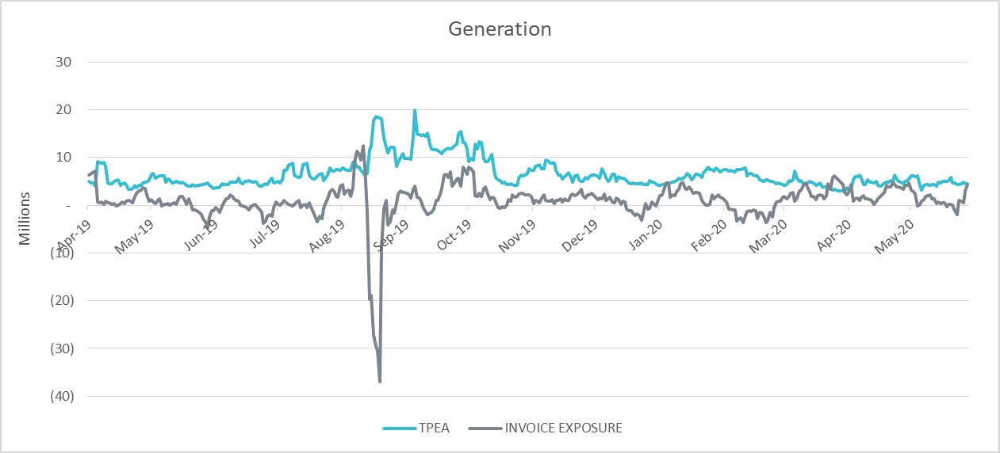 Generation
Millions
30
20
10
-
(10)
(20)
(30)
(40)
Apr-19
May-19
Jun-19
Jul-19
Aug-19
Sep-19
Oct-19
Nov-19
Dec-19
Jan-20
Feb-20
Mar-20
Apr-20
May-20
TPEA
INVOICE EXPOSURE